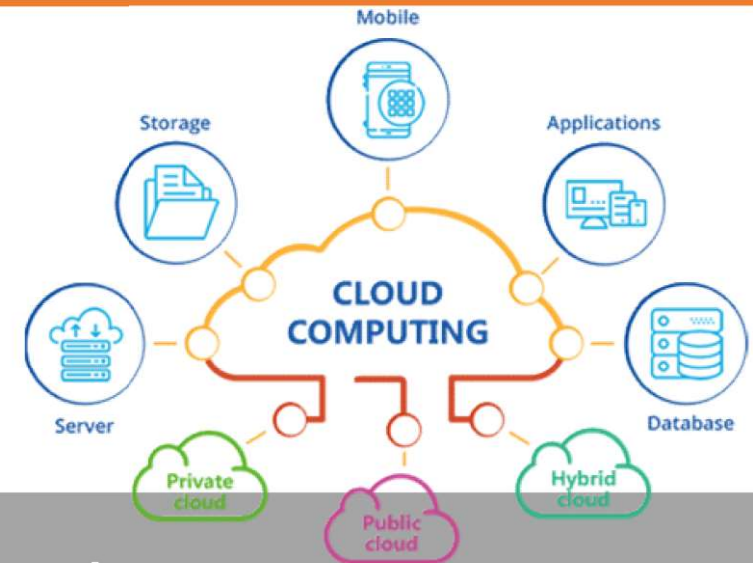 Mobile
Storage
Applications
CLOUD
COMPUTING
Server
Database
Private
cloud
Public
cloud
Hybrid
cloud